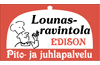 Lounas-
ravintola
EDISON
Pito- ja juhlapalvelu